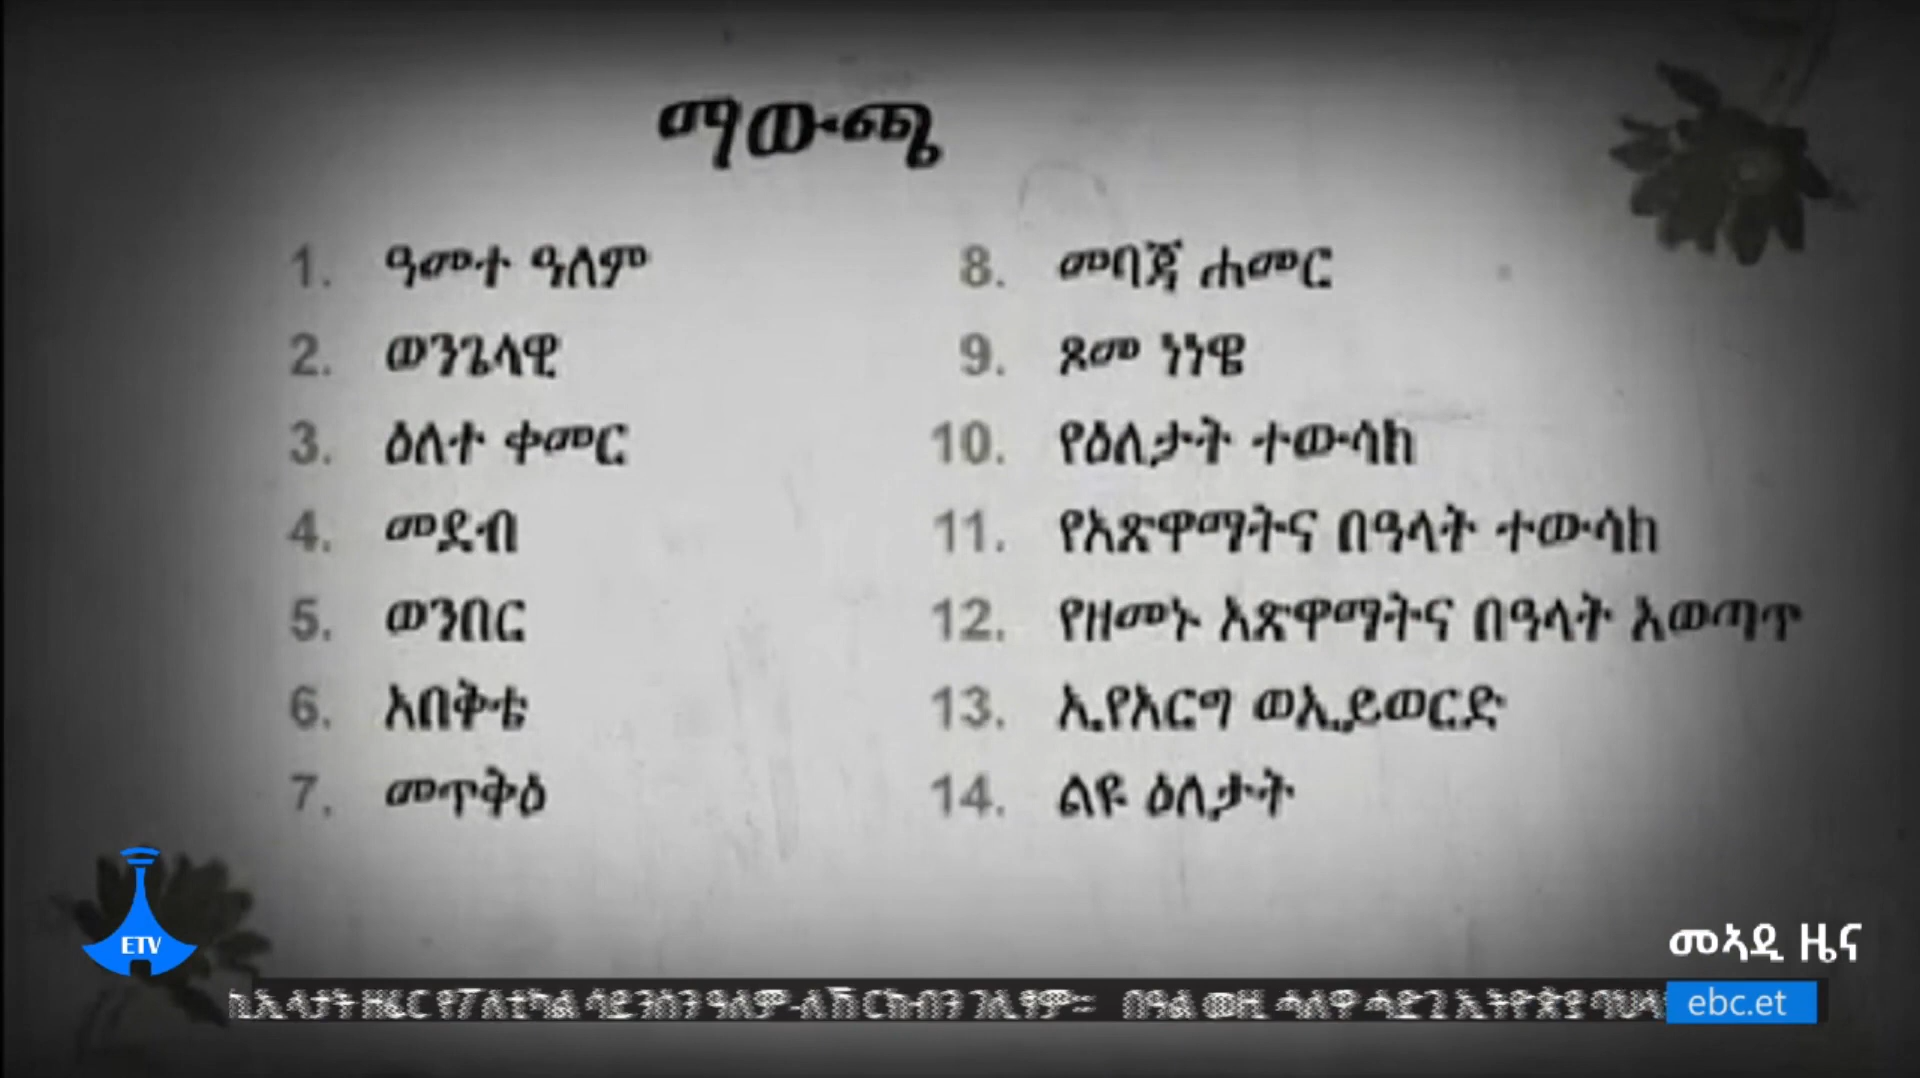 ማውጫ
1. ዓመተ ዓለም
2. ወንጌላዊ
3. ዕለተ ቀመር
4. መደብ
5. ወንበር
6. አበቅቴ
7. መጥቅዕ
8. መባጃ ሐመር
9. ጾመ ነነዌ
10. የዕለታት ተውሳክ
11. የአጽዋማትና በዓላት ተውሳክ
12. የዘመኑ አጽዋማትና በዓላት አወጣጥ
13. ኢየአርግ ወኢይወርድ
14. ልዩ ዕለታት
ETV
መኣዲ ዜና
ebc.et